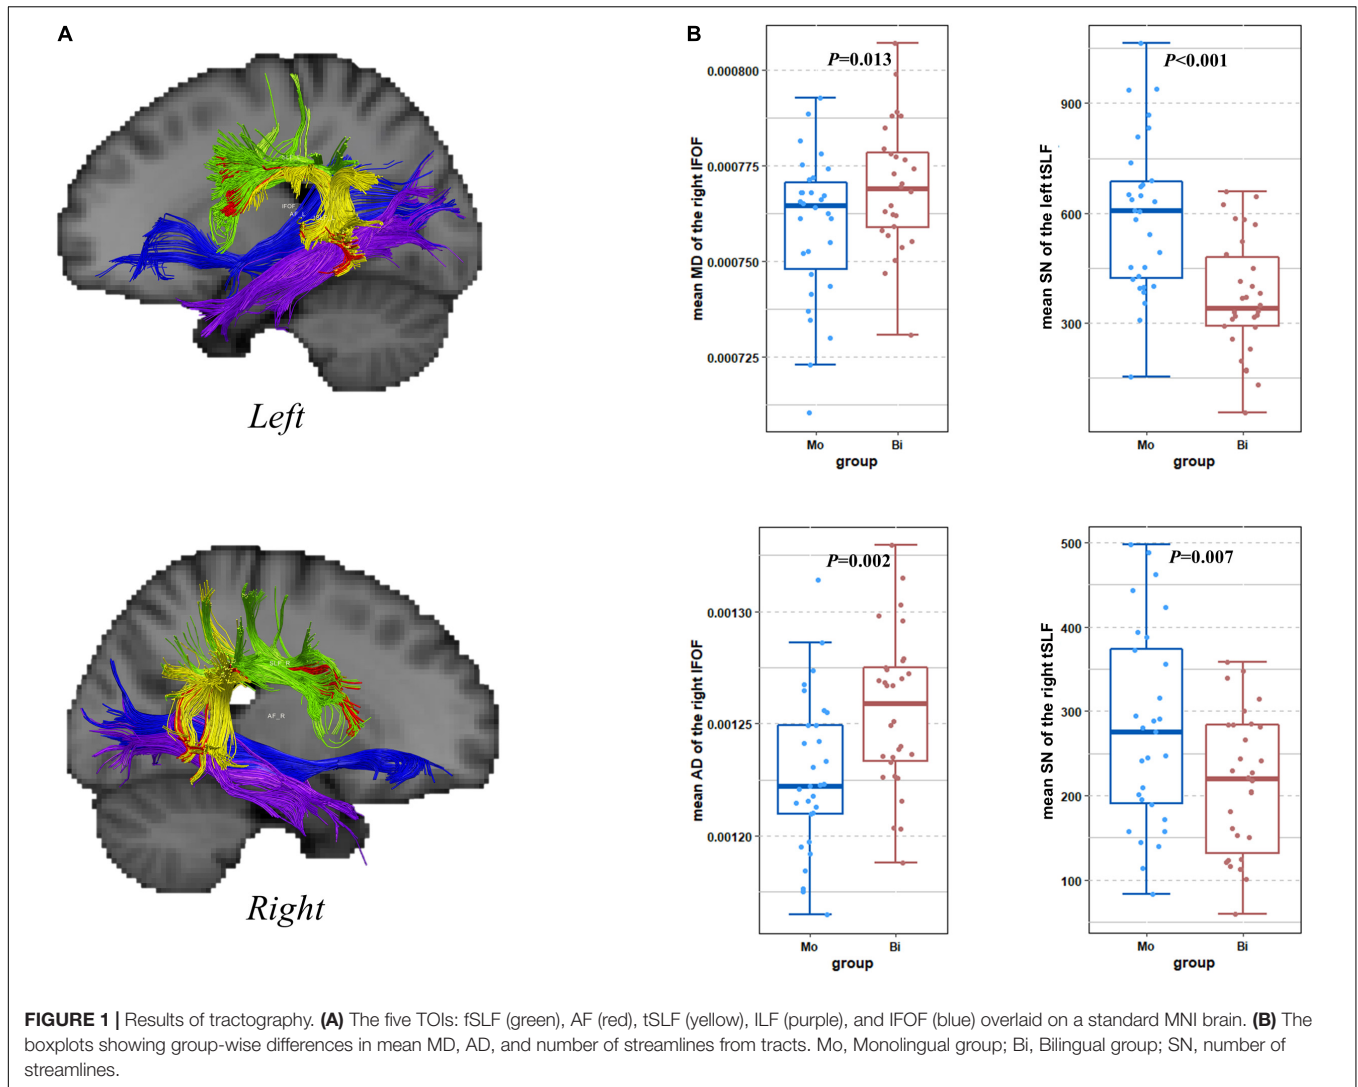 A
IFOF
AF_L
Left
SLF_R
AF_R
Right
B
P=0.013
mean MD of the right IFOF
0.000800
0.000775
0.000750
0.000725
Mo Bi
group
P<0.001
mean SN of the left tSLF
900
600
300
Mo Bi
group
P=0.002
mean AD of the right IFOF
0.00130
0.00125
0.00120
Mo Bi
group
P=0.007
mean SN of the right tSLF
500
400
300
200
100
Mo Bi
group
FIGURE 1 | Results of tractography. (A) The five TOIs: fSLF (green), AF (red), tSLF (yellow), ILF (purple), and IFOF (blue) overlaid on a standard MNI brain. (B) The
boxplots showing group-wise differences in mean MD, AD, and number of streamlines from tracts. Mo, Monolingual group; Bi, Bilingual group; SN, number of
streamlines.